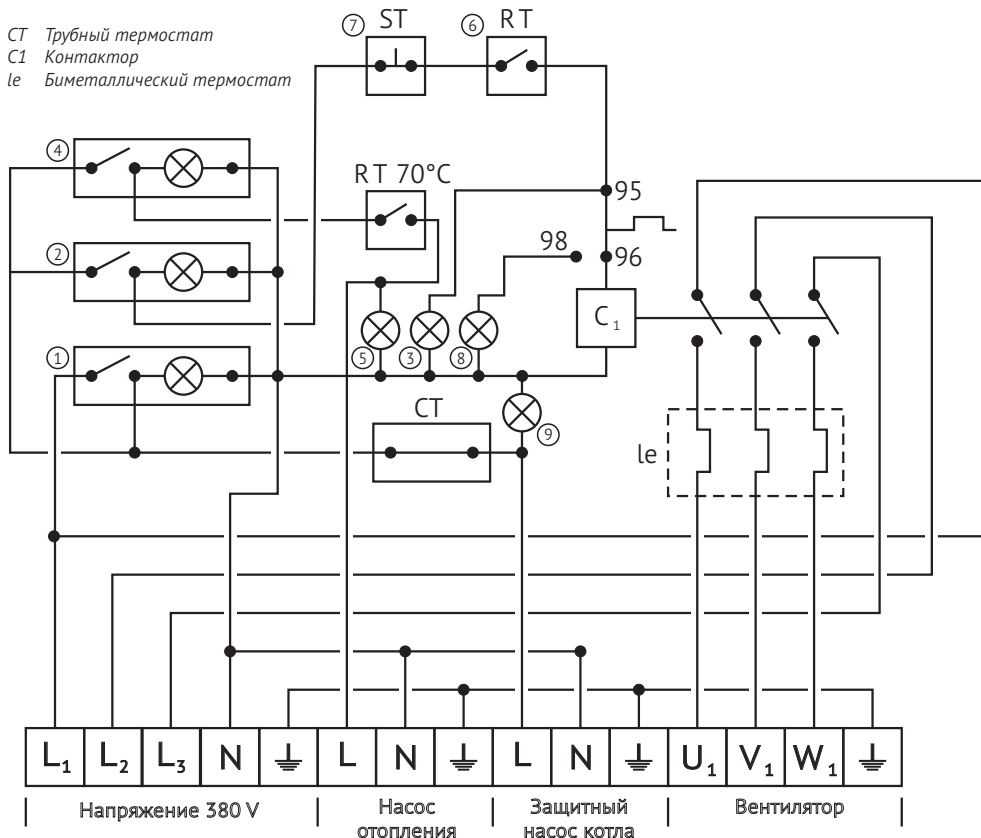 CT Трубный термостат
C1 Контактор
le Биметаллический термостат
7 ST
6 RT
4
RT 70°C
95
2
98 96
C1
1
5 3 8
CT
9
le
L1 L2 L3 N L N L N U1 V1 W1
Напряжение 380 V
Насос отопления
Защитный насос котла
Вентилятор